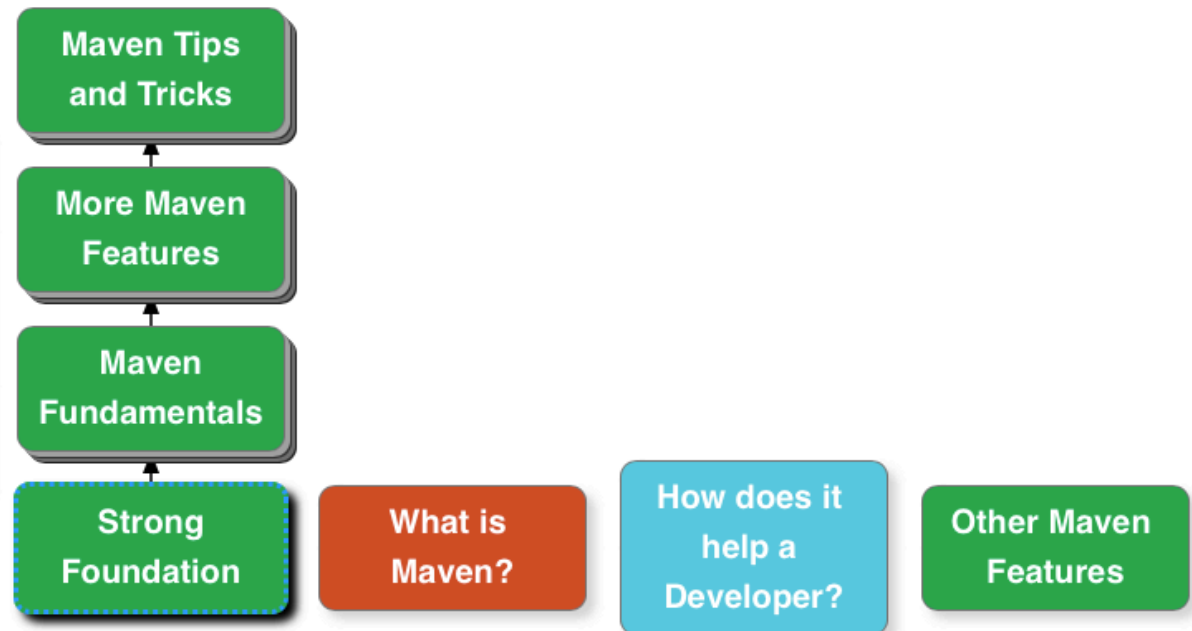 Maven Tips
and Tricks
More Maven
Features
Maven
Fundamentals
Strong
Foundation
What is
Maven?
How does it
help a
Developer?
Other Maven
Features